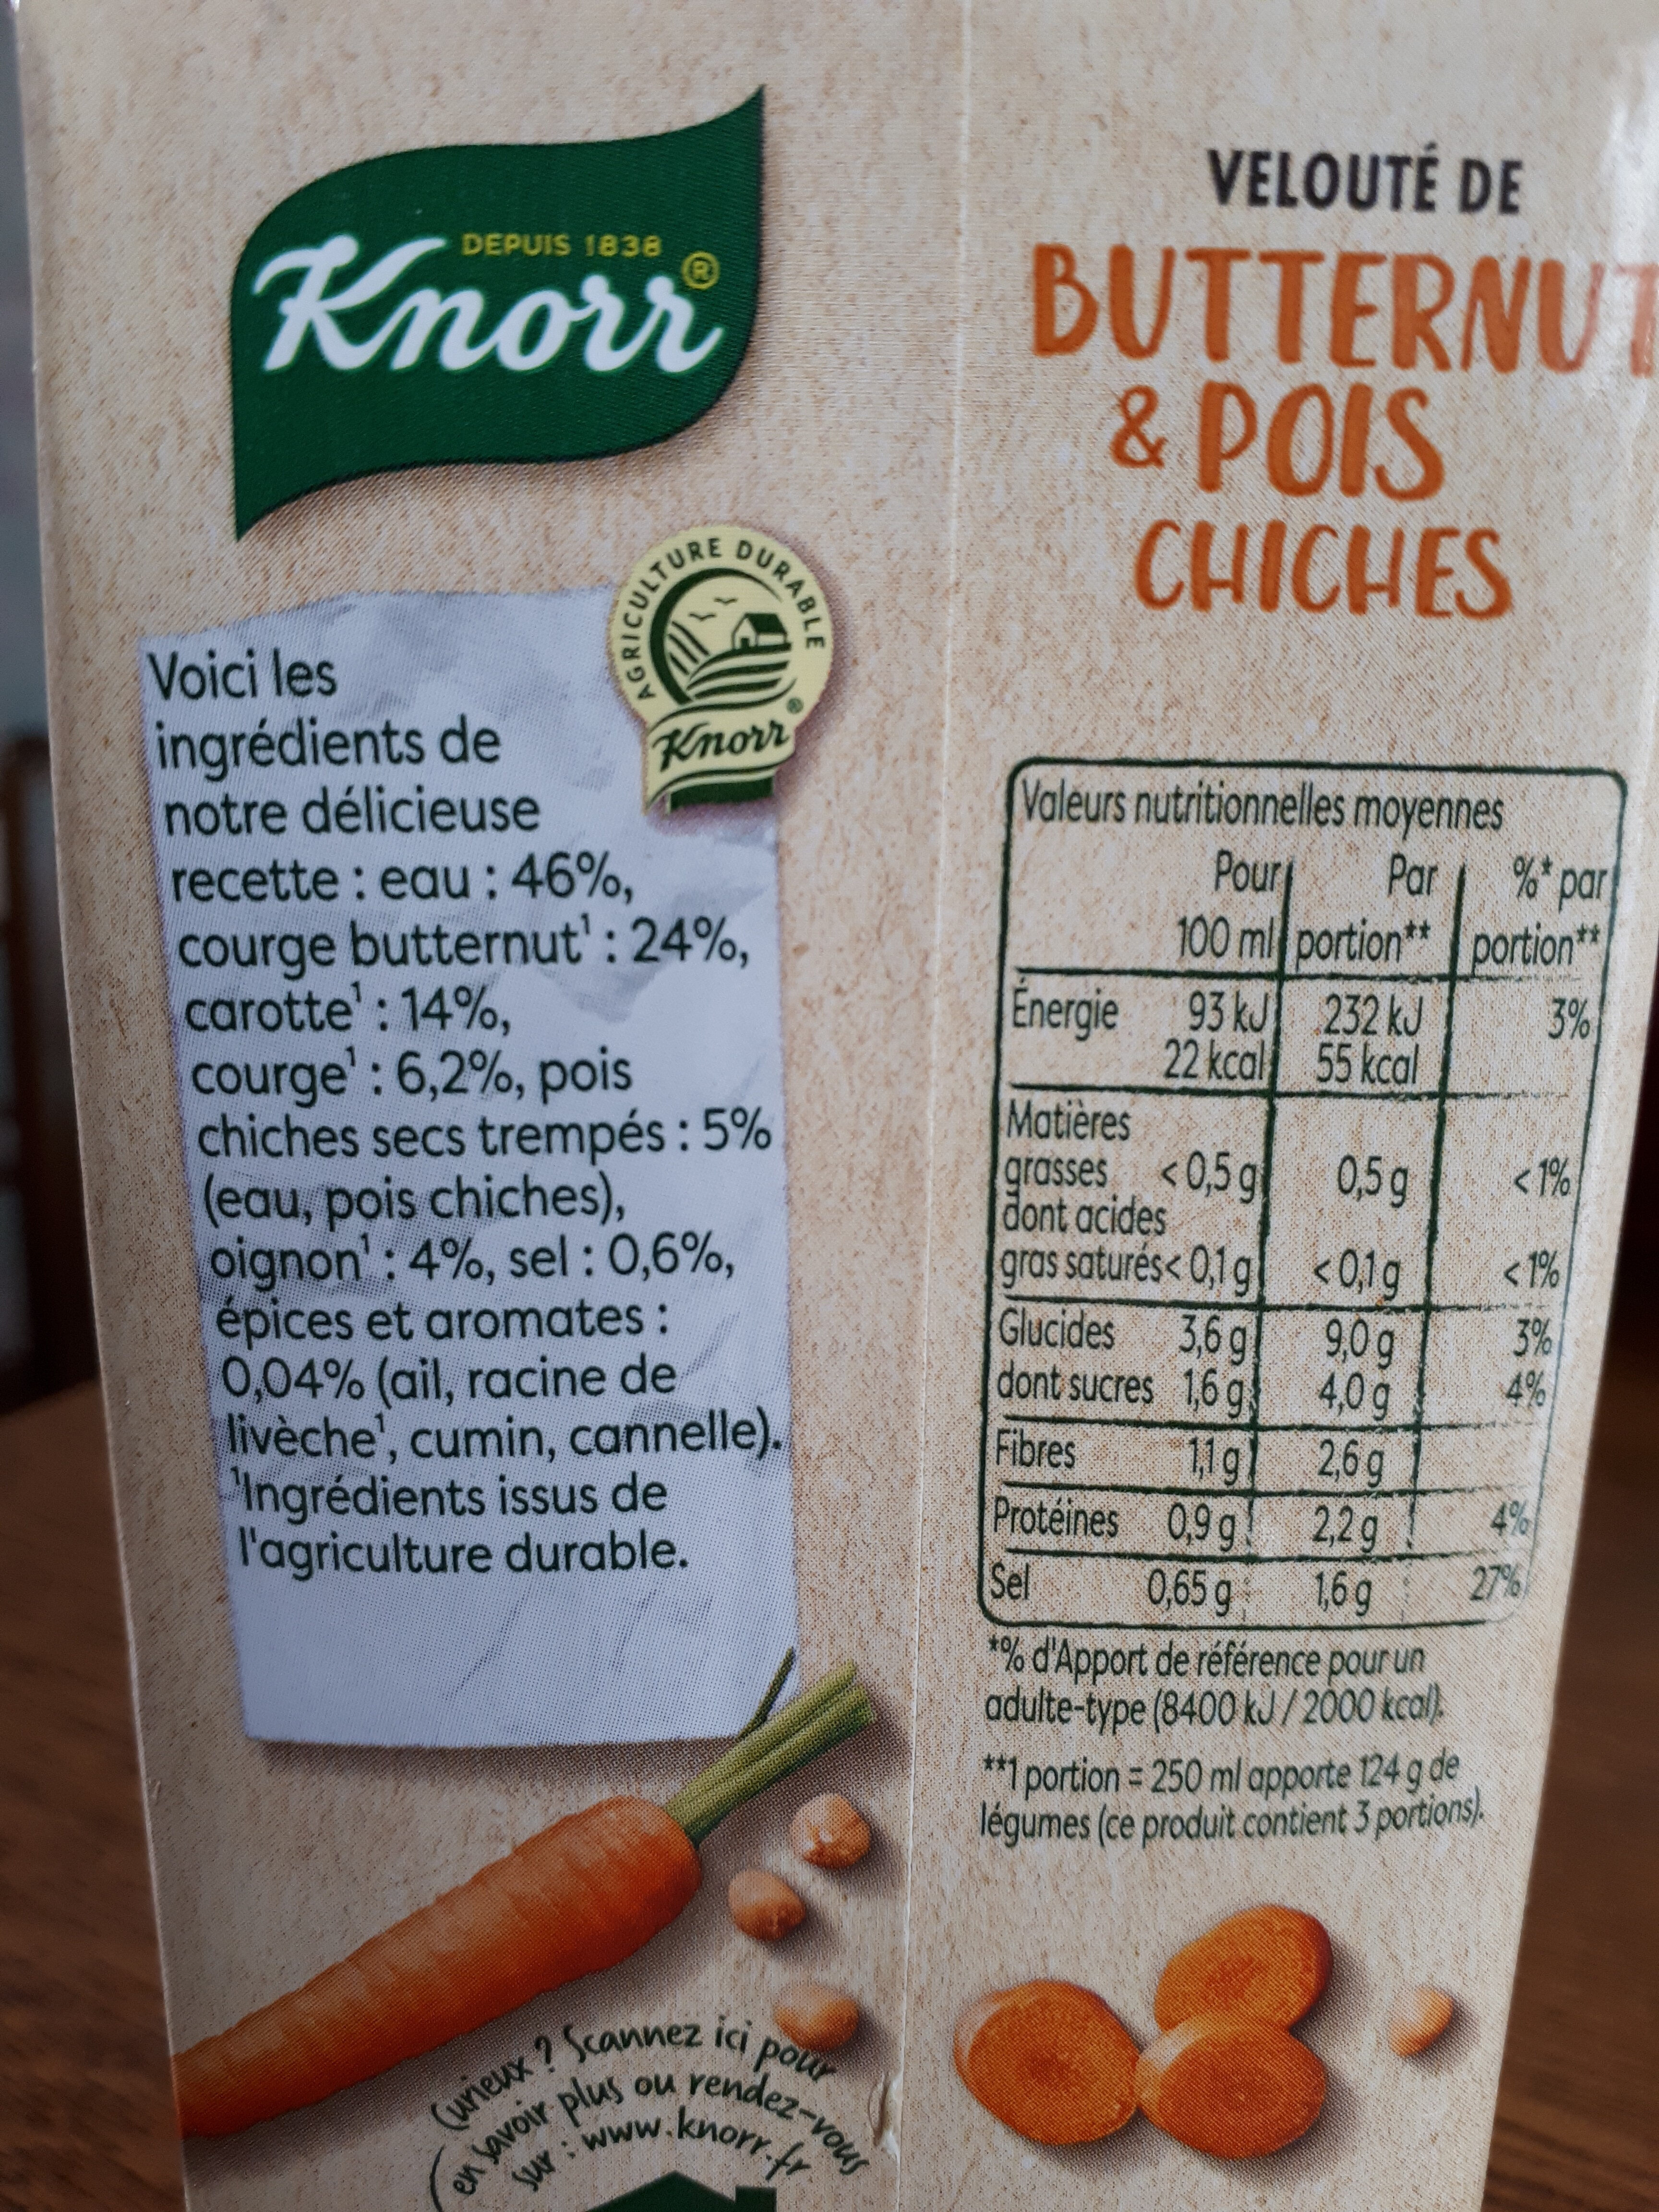 DEPUIS 1838
Knorr®
AGRICULTURE DURABLE
Knorr®
Voici les
ingrédients de
notre délicieuse
recette : eau : 46%,
courge butternut¹ : 24%,
carotte¹ : 14%,
courge¹ : 6,2%, pois
chiches secs trempés : 5%
(eau, pois chiches),
oignon¹ : 4%, sel : 0,6%,
épices et aromates :
0,04% (ail, racine de
livèche¹, cumin, cannelle).
¹Ingrédients issus de
l'agriculture durable.
Curieux ? Scannez ici pour
en savoir plus ou rendez-vous
sur : www.knorr.fr
VELOUTÉ DE
BUTTERNUT
& POIS
CHICHES
Valeurs nutritionnelles moyennes
Pour Par %* par
100 ml portion** portion**
Énergie 93 kJ 232 kJ 3%
22 kcal 55 kcal
Matières
grasses < 0,5 g 0,5 g < 1%
dont acides
gras saturés < 0,1 g < 0,1 g < 1%
Glucides 3,6 g 9,0 g 3%
dont sucres 1,6 g 4,0 g 4%
Fibres 1,1 g 2,6 g
Protéines 0,9 g 2,2 g 4%
Sel 0,65 g 1,6 g 27%
*% d'Apport de référence pour un
adulte-type (8400 kJ / 2000 kcal).
**1 portion = 250 ml apporte 124 g de
légumes (ce produit contient 3 portions).